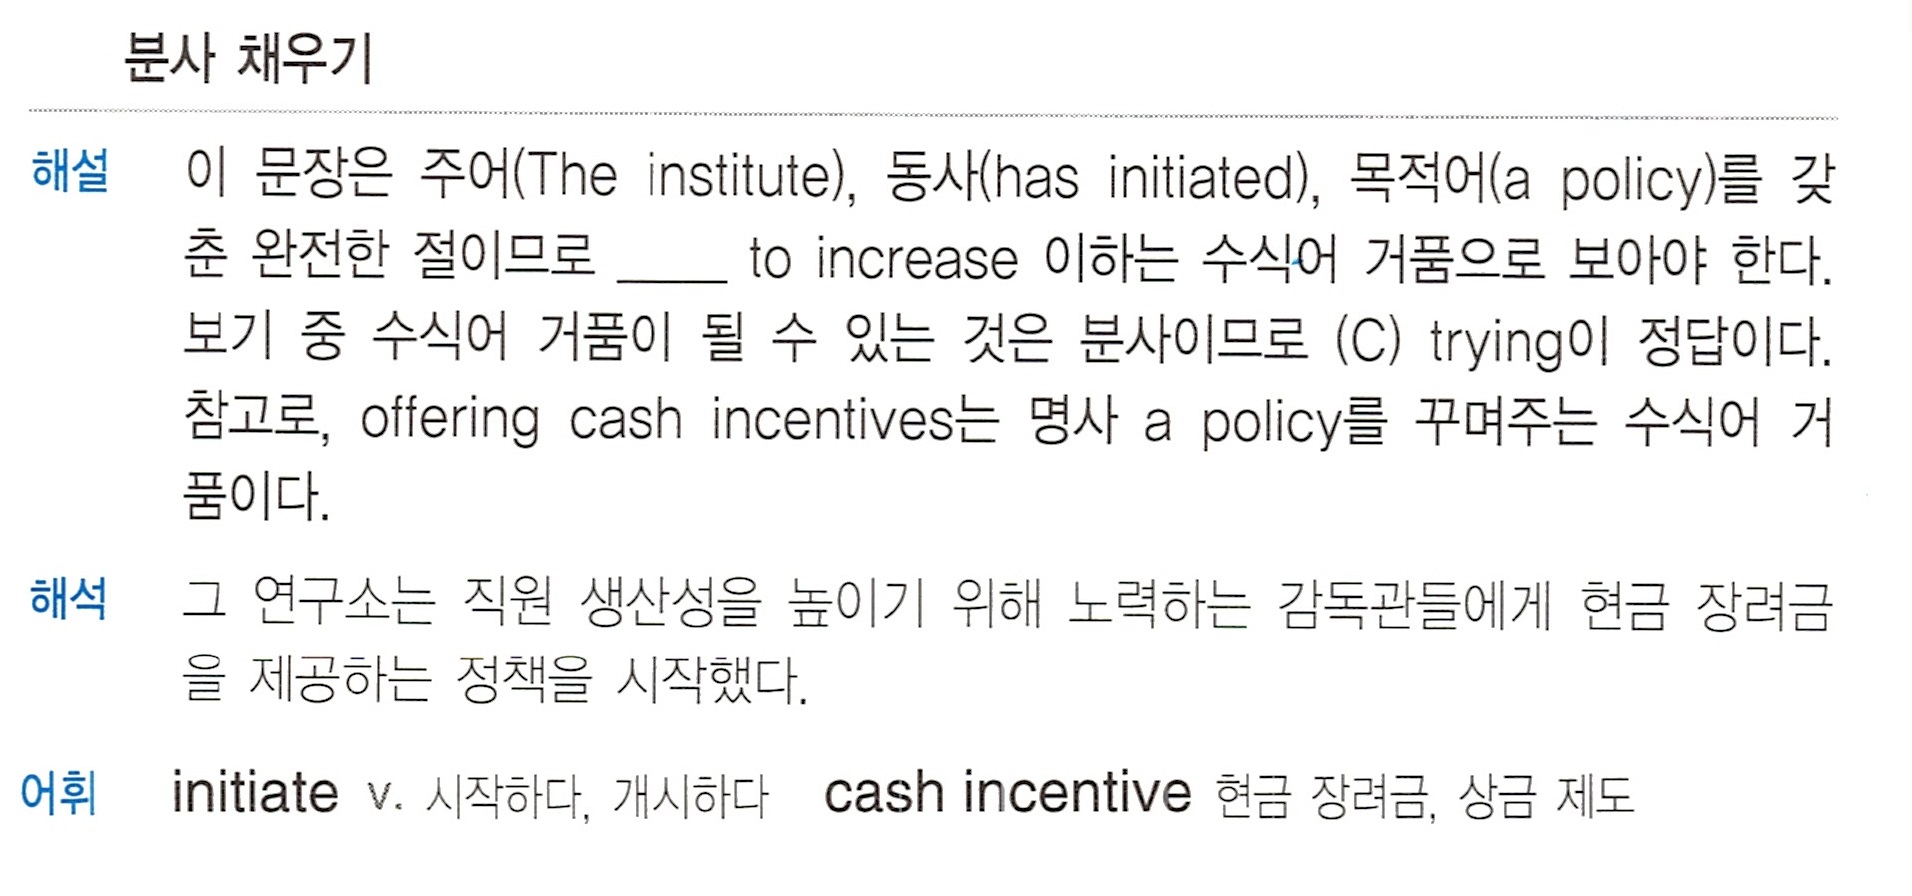 분사 채우기
해설 이 문장은 주어(The institute), 동사(has initiated), 목적어(a policy)를 갖
춘 완전한 절이므로 ____ to increase 이하는 수식어 거품으로 보아야 한다.
보기 중 수식어 거품이 될 수 있는 것은 분사이므로 (C) trying이 정답이다.
참고로, offering cash incentives는 명사 a policy를 꾸며주는 수식어 거
품이다.
해석 그 연구소는 직원 생산성을 높이기 위해 노력하는 감독관들에게 현금 장려금
을 제공하는 정책을 시작했다.
어휘 initiate v. 시작하다, 개시하다 cash incentive 현금 장려금, 상금 제도